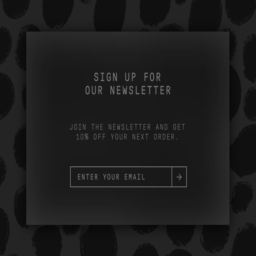 SIGN UP FOR
OUR NEWSLETTER
JOIN THE NEWSLETTER AND GET
10% OFF YOUR NEXT ORDER.
ENTER YOUR EMAIL →